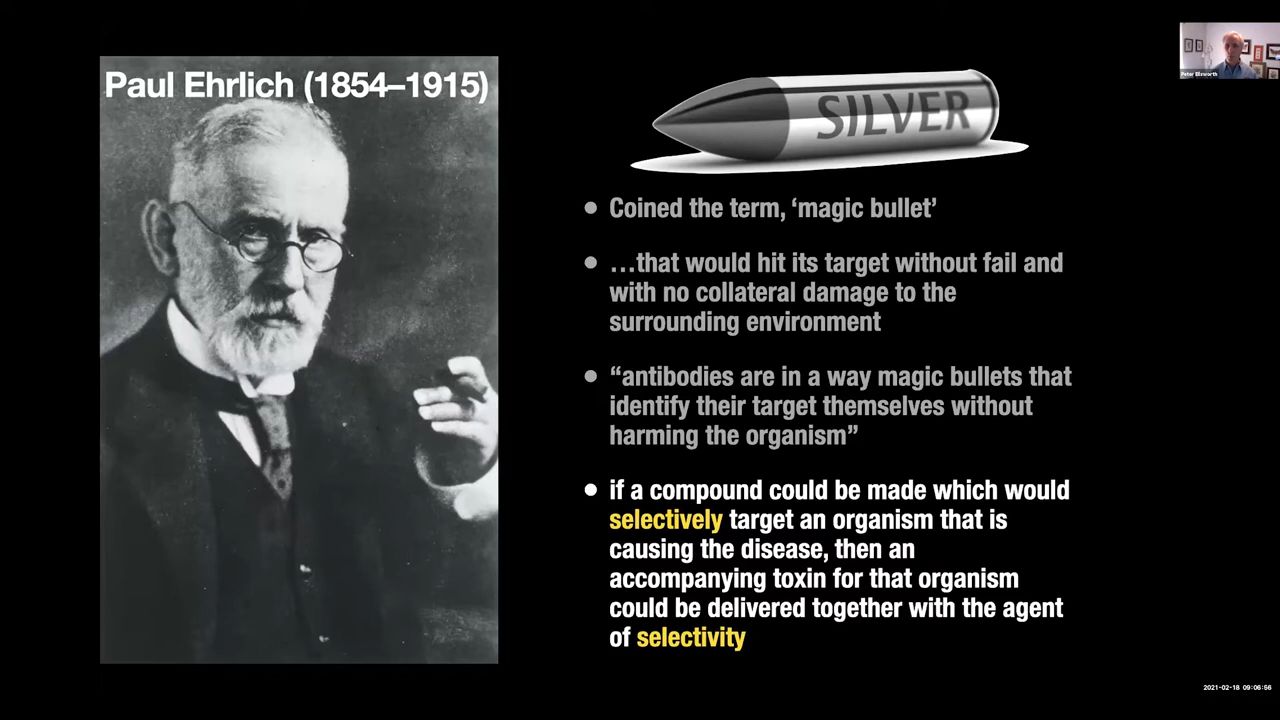 Paul Ehrlich (1854–1915)
SILVER
Peter Elsworth
• Coined the term, ‘magic bullet’
• …that would hit its target without fail and
with no collateral damage to the
surrounding environment
• “antibodies are in a way magic bullets that
identify their target themselves without
harming the organism”
• if a compound could be made which would
selectively target an organism that is
causing the disease, then an
accompanying toxin for that organism
could be delivered together with the agent
of selectivity
2021-02-18 09:06:56